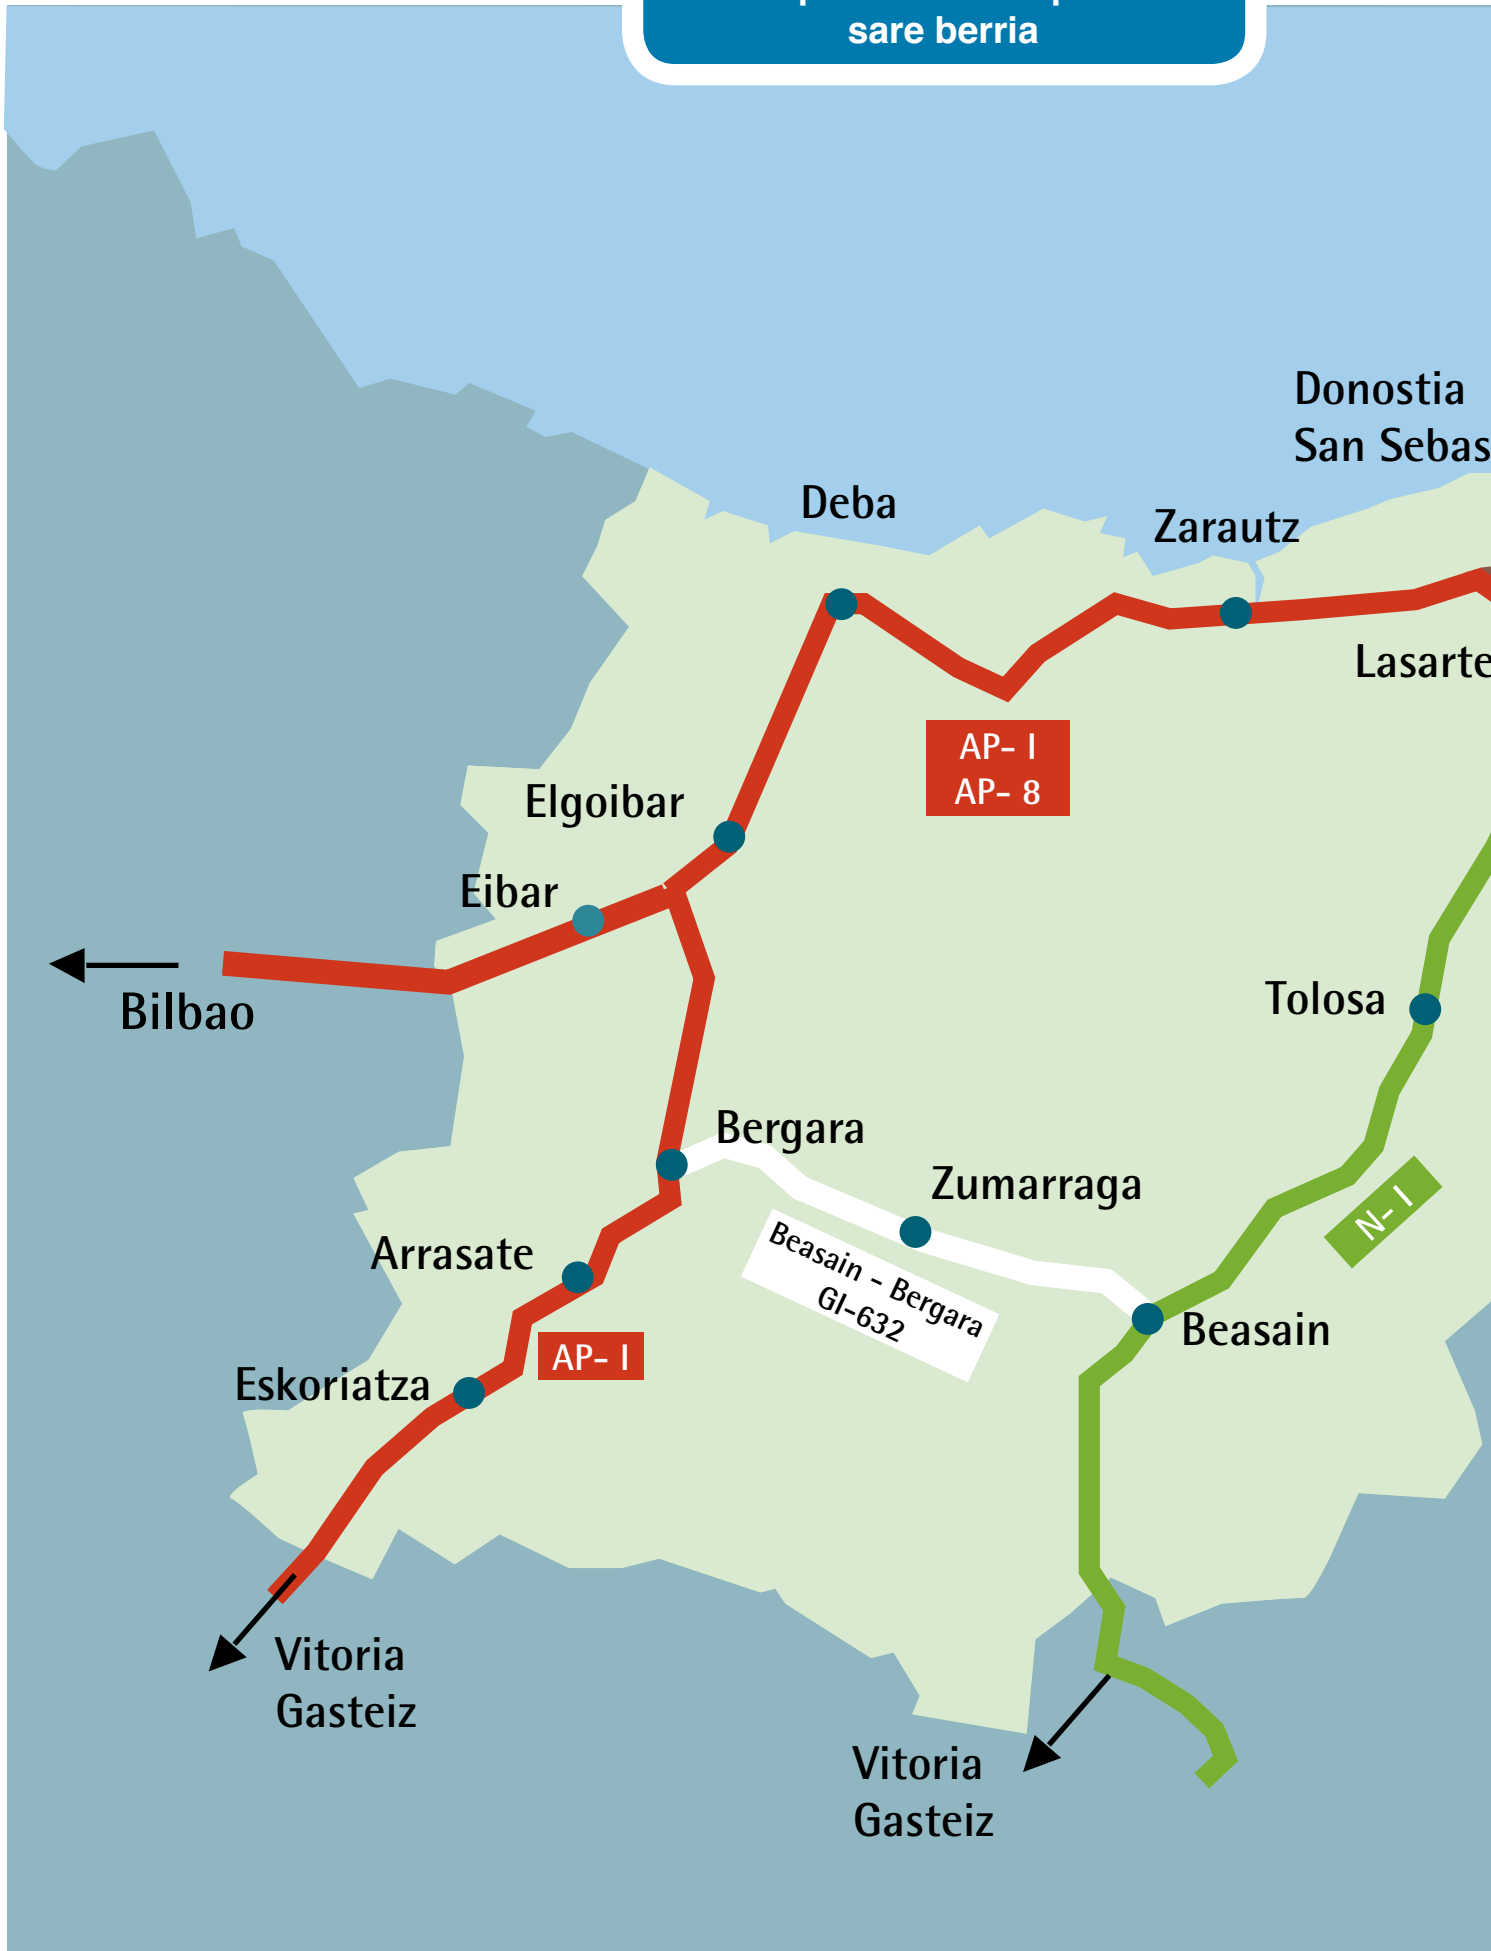 sare berria
Donostia
San Sebas
Deba
Zarautz
Lasarte
AP- I
AP- 8
Elgoibar
Eibar
Bilbao
Tolosa
Bergara
Zumarraga
N- I
Beasain - Bergara
GI-632
Arrasate
Beasain
AP- I
Eskoriatza
Vitoria
Gasteiz
Vitoria
Gasteiz